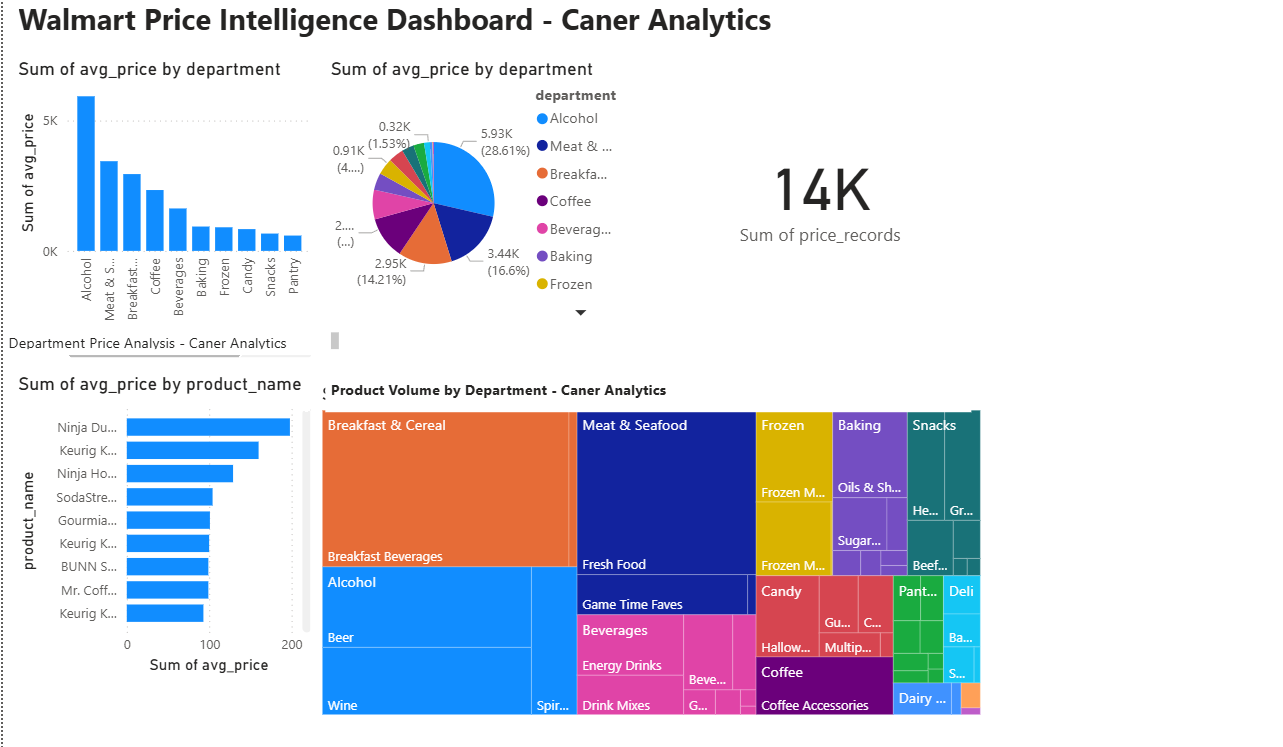 Walmart Price Intelligence Dashboard - Caner Analytics
Sum of avg_price by department
Sum of avg_price
5K
0K
Alcohol
Meat & S...
Breakfast...
Coffee
Beverages
Baking
Frozen
Candy
Snacks
Pantry
Department Price Analysis - Caner Analytics
Sum of avg_price by department
0.32K
(1.53%)
0.91K
(4....)
2....
(...)
2.95K
(14.21%)
5.93K
(28.61%)
3.44K
(16.6%)
department
Alcohol
Meat & ...
Breakfa...
Coffee
Beverag...
Baking
Frozen
14K
Sum of price_records
Sum of avg_price by product_name
product_name
Ninja Du...
Keurig K...
Ninja Ho...
SodaStre...
Gourmia...
Keurig K...
BUNN S...
Mr. Coff...
Keurig K...
0
100
200
Sum of avg_price
Product Volume by Department - Caner Analytics
Breakfast & Cereal
Breakfast Beverages
Alcohol
Beer
Wine
Spir...
Meat & Seafood
Fresh Food
Game Time Faves
Beverages
Energy Drinks
Drink Mixes
Beve...
G...
Frozen
Frozen M...
Frozen M...
Baking
Oils & Sh...
Sugar...
Snacks
He...
Gr...
Beef...
Candy
Hallow...
Gu...
C...
Multip...
Coffee
Coffee Accessories
Pant...
Deli
Ba...
S...
Dairy ...